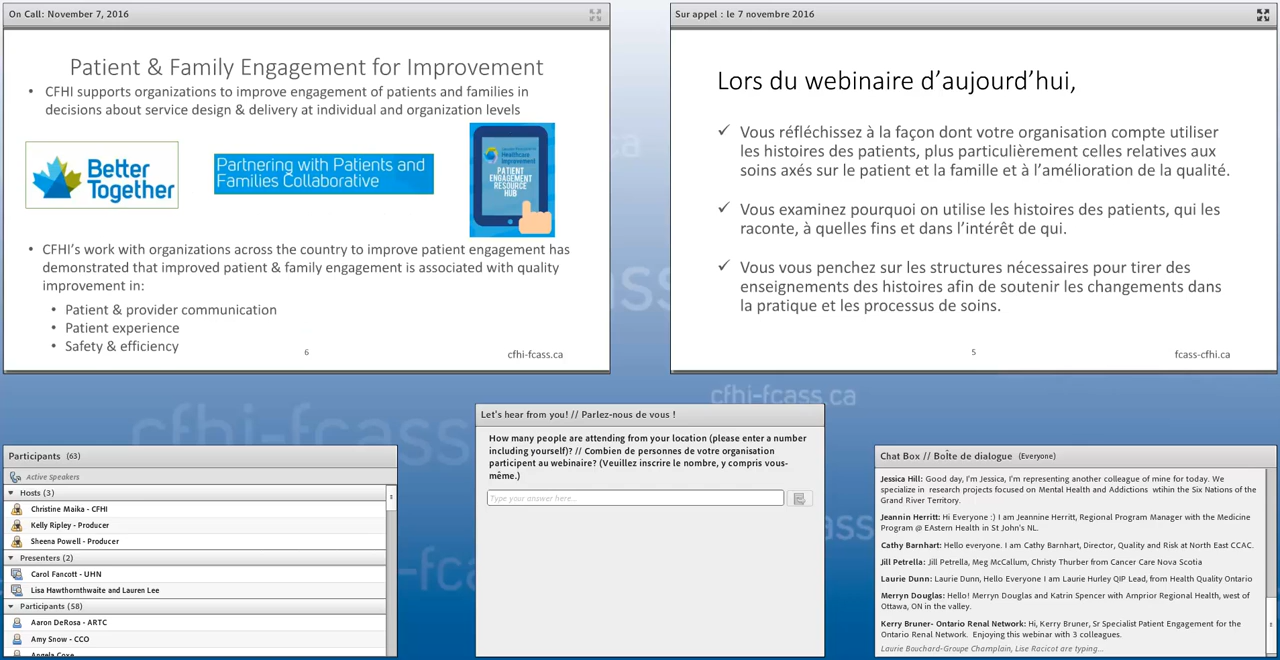 On Call: November 7, 2016
Patient & Family Engagement for Improvement
• CFHI supports organizations to improve engagement of patients and families in
decisions about service design & delivery at individual and organization levels
Better
Together
Partnering with Patients and
Families Collaborative
Healthcare
Improvement
PATIENT
ENGAGEMENT
RESOURCE
HUB
• CFHI’s work with organizations across the country to improve patient engagement has
demonstrated that improved patient & family engagement is associated with quality
improvement in:
• Patient & provider communication
• Patient experience
• Safety & efficiency
6
cfhi-fcass.ca
Sur appel : le 7 novembre 2016
Lors du webinaire d’aujourd’hui,
✓ Vous réfléchissez à la façon dont votre organisation compte utiliser
les histoires des patients, plus particulièrement celles relatives aux
soins axés sur le patient et la famille et à l’amélioration de la qualité.
✓ Vous examinez pourquoi on utilise les histoires des patients, qui les
raconte, à quelles fins et dans l’intérêt de qui.
✓ Vous vous penchez sur les structures nécessaires pour tirer des
enseignements des histoires afin de soutenir les changements dans
la pratique et les processus de soins.
5
fcass-cfhi.ca
cfhi-fcass.ca
cfhi-fcass
Participants (63)
Active Speakers
Hosts (3)
Christine Maika - CFHI
Kelly Ripley - Producer
Sheena Powell - Producer
Presenters (2)
Carol Fancott - UHN
Lisa Hawthornthwaite and Lauren Lee
Participants (58)
Aaron DeRosa - ARTC
Amy Snow - CCO
Angela Coxe
Let's hear from you! // Parlez-nous de vous !
How many people are attending from your location (please enter a number
including yourself)? // Combien de personnes de votre organisation
participent au webinaire? (Veuillez inscrire le nombre, y compris vous-
même.)
Type your answer here...
Chat Box // Boîte de dialogue (Everyone)
Jessica Hill: Good day, I'm Jessica, I'm representing another colleague of mine for today. We
specialize in research projects focused on Mental Health and Addictions wtihin the Six Nations of the
Grand River Territory.
Jeannin Herritt: Hi Everyone :) I am Jeannine Herritt, Regional Program Manager with the Medicine
Program @ EAstern Health in St John's NL.
Cathy Barnhart: Hello everyone. I am Cathy Barnhart, Director, Quality and Risk at North East CCAC.
Jill Petrella: Jill Petrella, Meg McCallum, Christy Thurber from Cancer Care Nova Scotia
Laurie Dunn: Laurie Dunn, Hello Everyone I am Laurie Hurley QIP Lead, from Health Quality Ontario
Merryn Douglas: Hello! Merryn Douglas and Katrin Spencer with Arnprior Regional Health, west of
Ottawa, ON in the valley.
Kerry Bruner- Ontario Renal Network: Hi, Kerry Bruner, Sr Specialist Patient Engagement for the
Ontario Renal Network. Enjoying this webinar with 3 colleagues.
Laurie Bouchard-Groupe Champlain, Lise Racicot are typing...